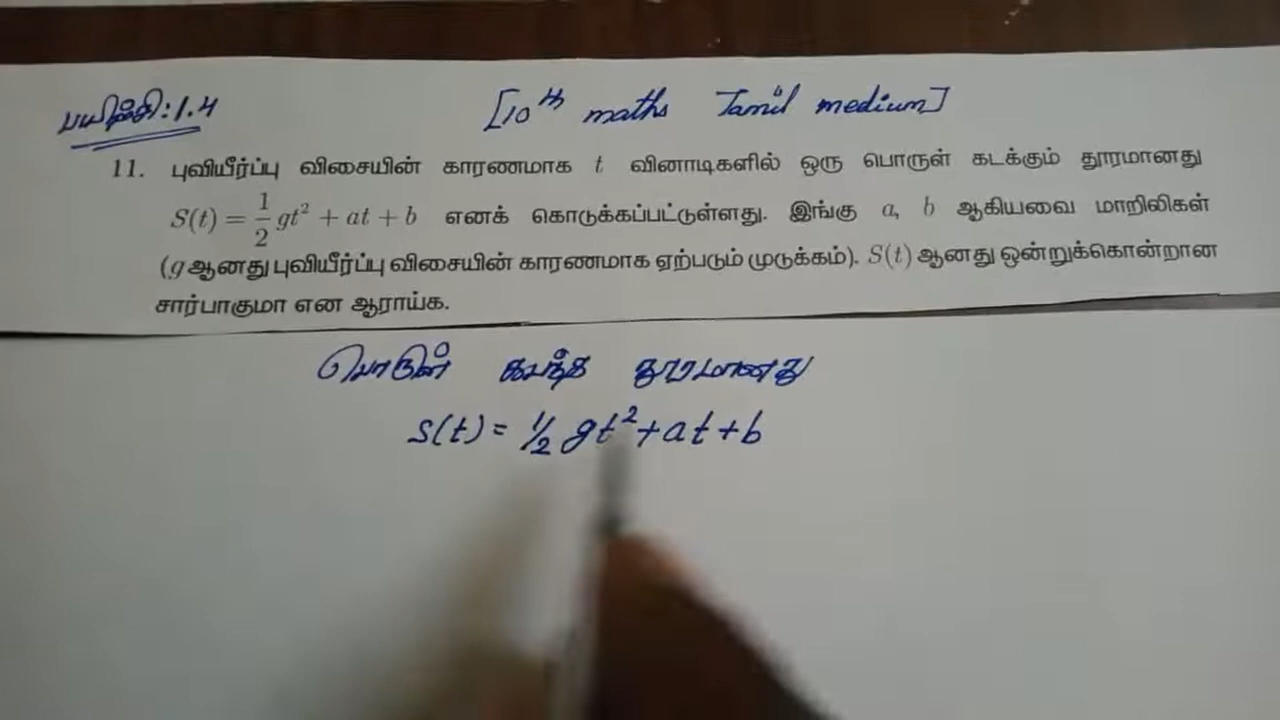 பயிற்சி:1.4 [10th maths Tamil medium]
11. புவியீர்ப்பு விசையின் காரணமாக t வினாடிகளில் ஒரு பொருள் கடக்கும் தூரமானது
S(t) = 1/2 gt² + at + b எனக் கொடுக்கப்பட்டுள்ளது. இங்கு a, b ஆகியவை மாறிலிகள்
(g ஆனது புவியீர்ப்பு விசையின் காரணமாக ஏற்படும் முடுக்கம்). S(t) ஆனது ஒன்றுக்கொன்றான
சார்பாகுமா என ஆராய்க.
பொருள் கடந்த தூரமானது
S(t) = 1/2 gt² + at + b